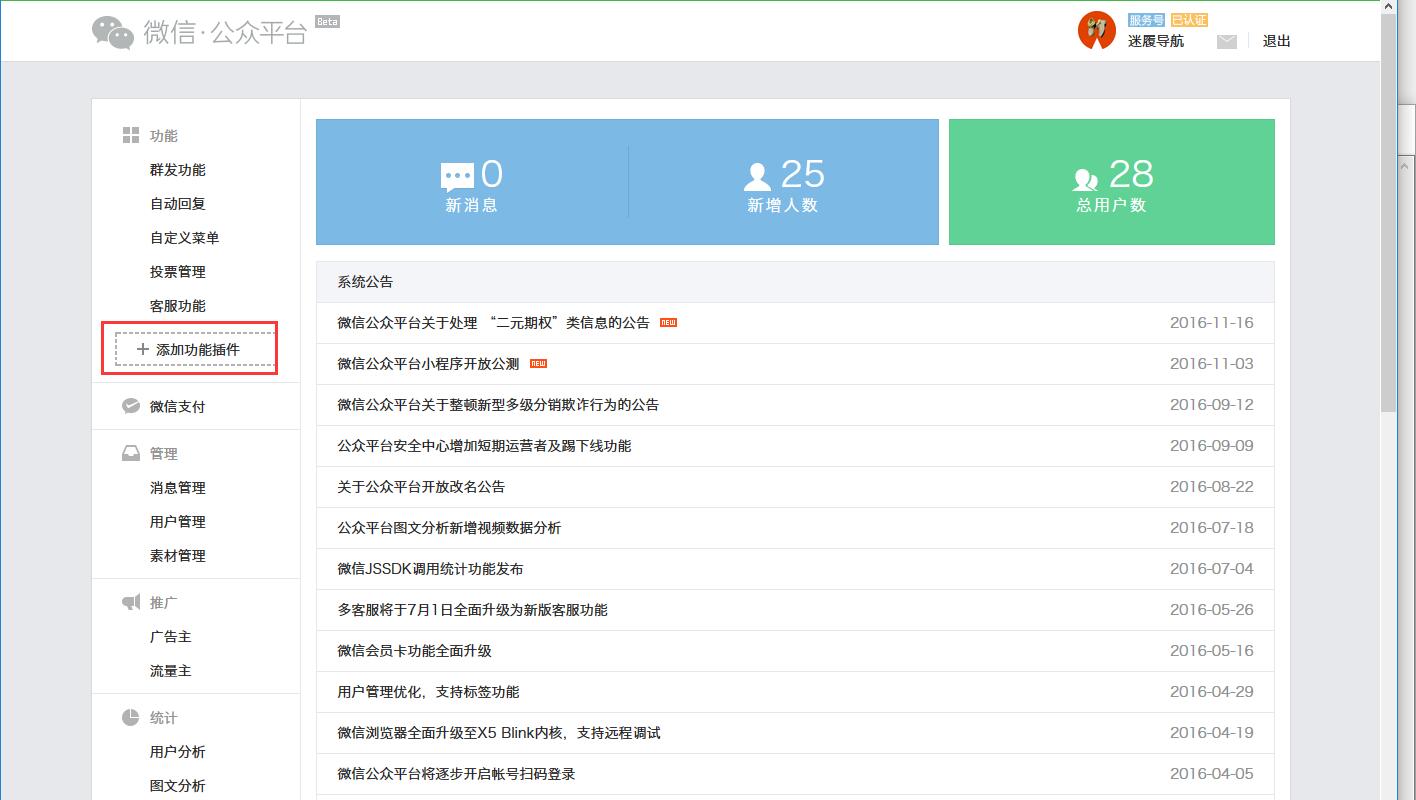 微信·公众平台 Beta
服务号 已认证
迷履导航
退出
功能
群发功能
自动回复
自定义菜单
投票管理
客服功能
添加功能插件
微信支付
管理
消息管理
用户管理
素材管理
推广
广告主
流量主
统计
用户分析
图文分析
0
新消息
25
新增人数
28
总用户数
系统公告
微信公众平台关于处理 “二元期权”类信息的公告 NEW 2016-11-16
微信公众平台小程序开放公测 NEW 2016-11-03
微信公众平台关于整顿新型多级分销欺诈行为的公告 2016-09-12
公众平台安全中心增加短期运营者及踢下线功能 2016-09-09
关于公众平台开放改名公告 2016-08-22
公众平台图文分析新增视频数据分析 2016-07-18
微信JSSDK调用统计功能发布 2016-07-04
多客服将于7月1日全面升级为新版客服功能 2016-05-26
微信会员卡功能全面升级 2016-05-16
用户管理优化，支持标签功能 2016-04-29
微信浏览器全面升级至X5 Blink内核，支持远程调试 2016-04-19
微信公众平台将逐步开启帐号扫码登录 2016-04-05